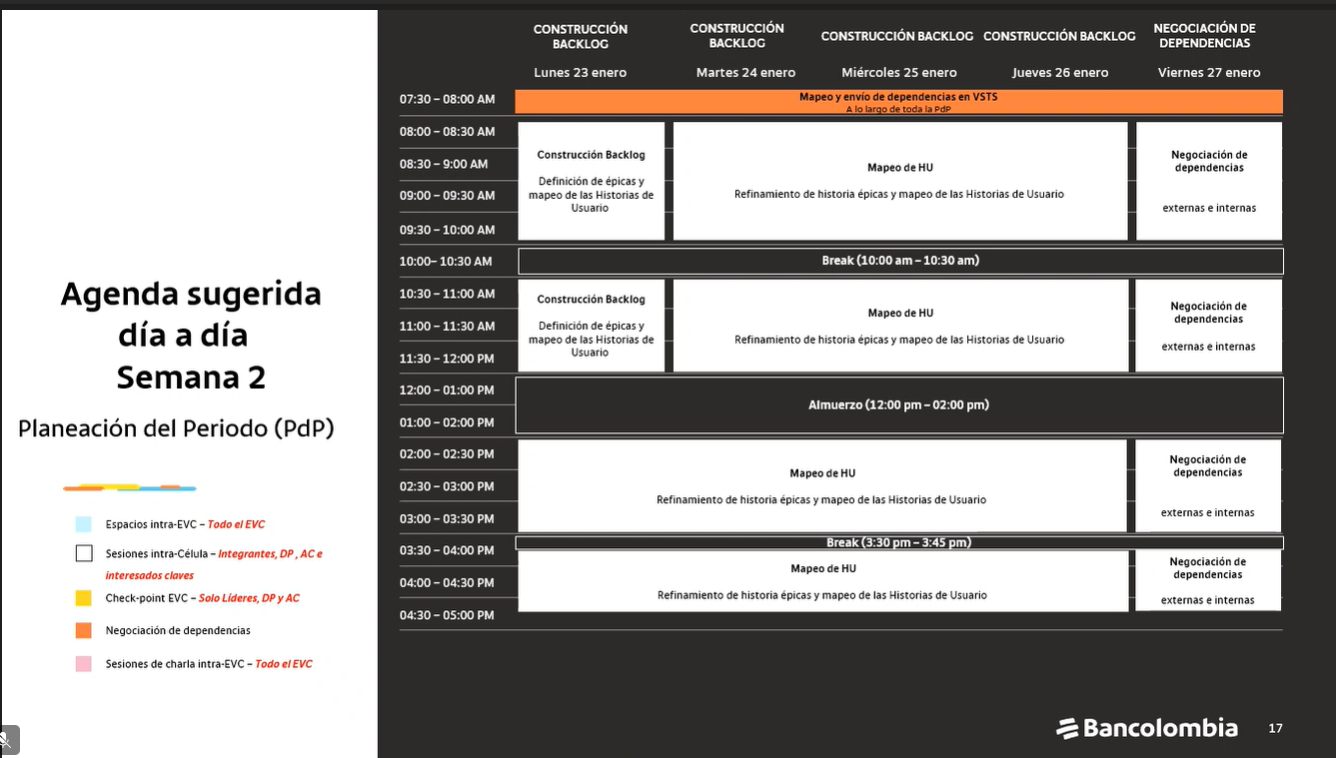 Agenda sugerida
día a día
Semana 2
Planeación del Periodo (PdP)
Espacios intra-EVC – Todo el EVC
Sesiones intra-Célula – Integrantes, DP , AC e
interesados claves
Check-point EVC – Solo Líderes, DP y AC
Negociación de dependencias
Sesiones de charla intra-EVC – Todo el EVC
CONSTRUCCIÓN
BACKLOG
Lunes 23 enero
CONSTRUCCIÓN
BACKLOG
Martes 24 enero
CONSTRUCCIÓN BACKLOG
Miércoles 25 enero
CONSTRUCCIÓN BACKLOG
Jueves 26 enero
NEGOCIACIÓN DE
DEPENDENCIAS
Viernes 27 enero
07:30 – 08:00 AM
Mapeo y envío de dependencias en VSTS
A lo largo de toda la PdP
08:00 – 08:30 AM
08:30 – 9:00 AM
09:00 – 09:30 AM
09:30 – 10:00 AM
Construcción Backlog
Definición de épicas y
mapeo de las Historias de
Usuario
Mapeo de HU
Refinamiento de historia épicas y mapeo de las Historias de Usuario
Negociación de
dependencias
externas e internas
10:00– 10:30 AM
Break (10:00 am – 10:30 am)
10:30 – 11:00 AM
11:00 – 11:30 AM
11:30 – 12:00 PM
Construcción Backlog
Definición de épicas y
mapeo de las Historias de
Usuario
Mapeo de HU
Refinamiento de historia épicas y mapeo de las Historias de Usuario
Negociación de
dependencias
externas e internas
12:00 – 01:00 PM
01:00 – 02:00 PM
Almuerzo (12:00 pm – 02:00 pm)
02:00 – 02:30 PM
02:30 – 03:00 PM
03:00 – 03:30 PM
Mapeo de HU
Refinamiento de historia épicas y mapeo de las Historias de Usuario
Negociación de
dependencias
externas e internas
03:30 – 04:00 PM
Break (3:30 pm – 3:45 pm)
04:00 – 04:30 PM
04:30 – 05:00 PM
Mapeo de HU
Refinamiento de historia épicas y mapeo de las Historias de Usuario
Negociación de
dependencias
externas e internas
Bancolombia
17